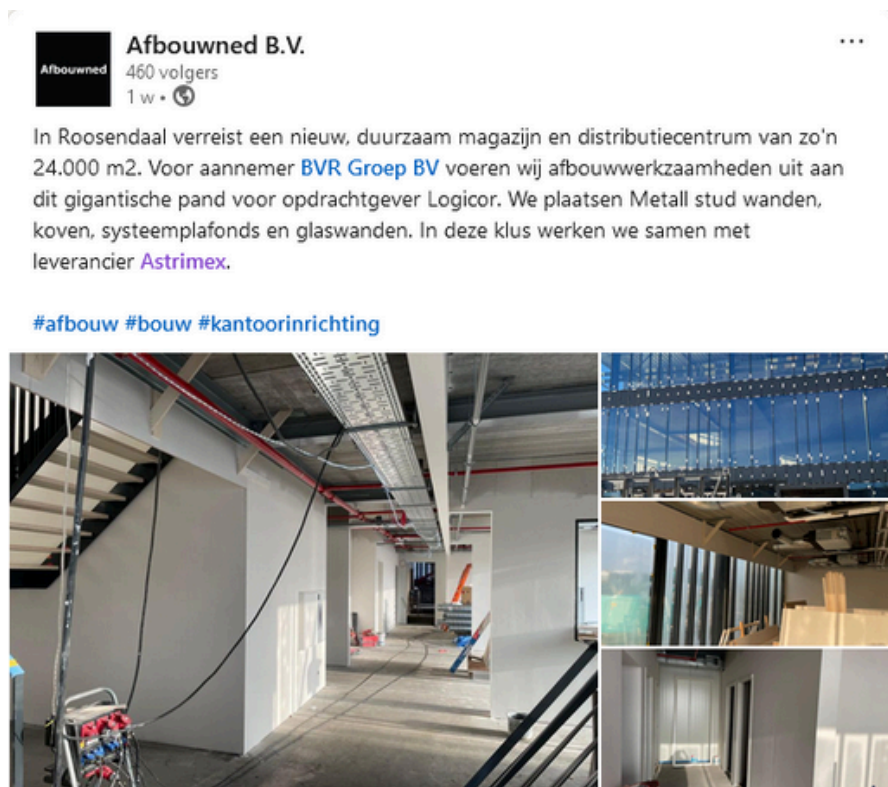 Afbouwned
Afbouwned B.V.
460 volgers
1 w •
In Roosendaal verreist een nieuw, duurzaam magazijn en distributiecentrum van zo'n
24.000 m2. Voor aannemer BVR Groep BV voeren wij afbouwwerkzaamheden uit aan
dit gigantische pand voor opdrachtgever Logicor. We plaatsen Metall stud wanden,
koven, systeemplafonds en glaswanden. In deze klus werken we samen met
leverancier Astrimex.
#afbouw #bouw #kantoorinrichting